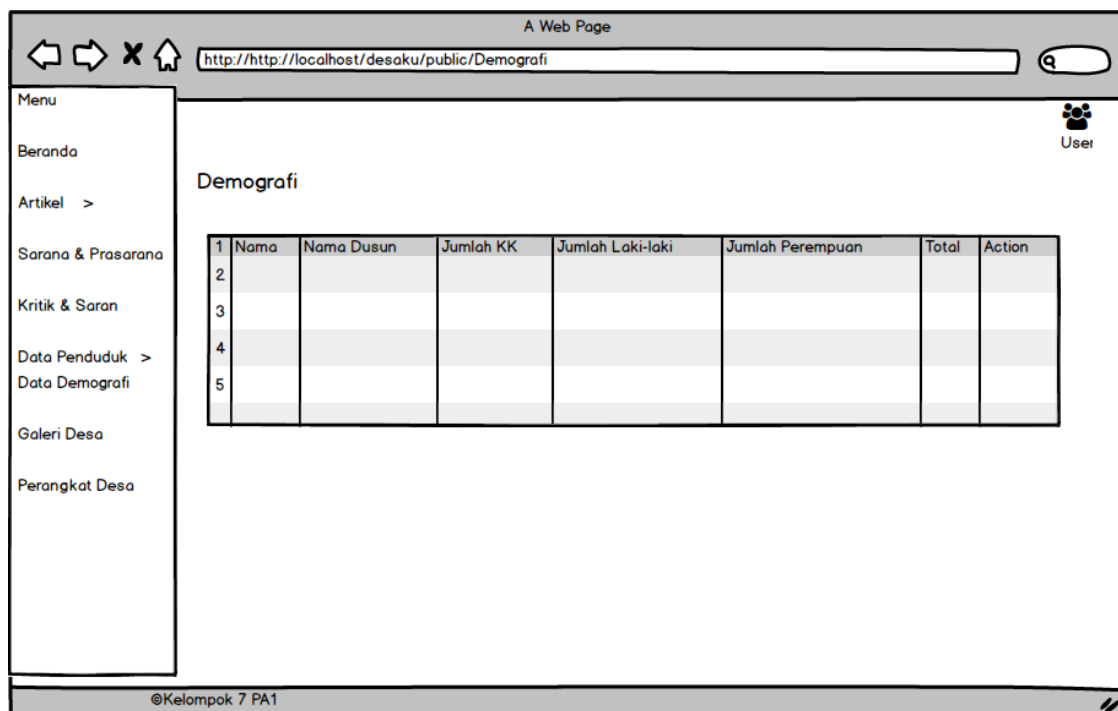 A Web Page
http://http://localhost/desaku/public/Demografi
Menu
Beranda
Artikel >
Sarana & Prasarana
Kritik & Saran
Data Penduduk >
Data Demografi
Galeri Desa
Perangkat Desa
User
Demografi
1 Nama Nama Dusun Jumlah KK Jumlah Laki-laki Jumlah Perempuan Total Action
2
3
4
5
©Kelompok 7 PA1